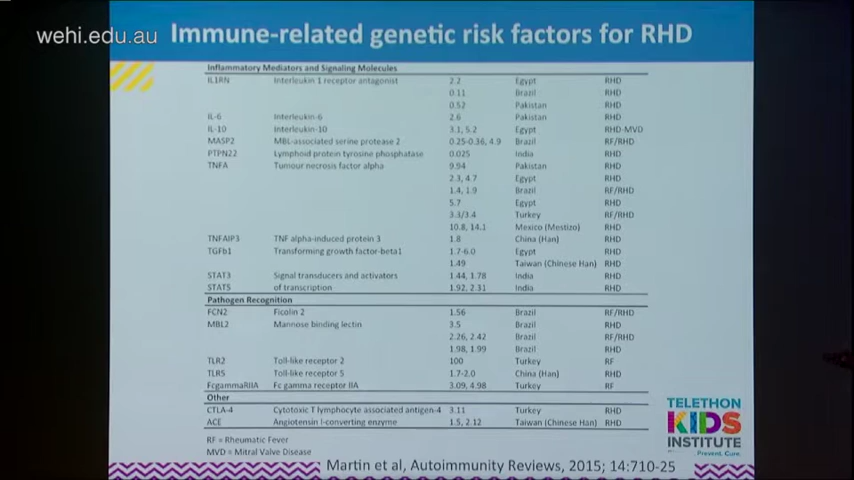 wehi.edu.au
Immune-related genetic risk factors for RHD
Inflammatory Mediators and Signaling Molecules
IL1RN Interleukin 1 receptor antagonist 2.2 Egypt RHD
0.11 Brazil RHD
0.52 Pakistan RHD
IL-6 Interleukin-6 2.6 Pakistan RHD
IL-10 Interleukin-10 3.1, 5.2 Egypt RHD-MVD
MASP2 MBL-associated serine protease 2 0.25-0.36, 4.9 Brazil RF/RHD
PTPN22 Lymphoid protein tyrosine phosphatase 0.025 India RHD
TNFA Tumour necrosis factor alpha 9.94 Pakistan RHD
2.3, 4.7 Egypt RHD
1.4, 1.9 Brazil RF/RHD
5.7 Egypt RHD
3.3/3.4 Turkey RF/RHD
10.8, 14.1 Mexico (Mestizo) RHD
TNFAIP3 TNF alpha-induced protein 3 1.8 China (Han) RHD
TGFb1 Transforming growth factor-beta1 1.7-6.0 Egypt RHD
1.49 Taiwan (Chinese Han) RHD
STAT3 Signal transducers and activators 1.44, 1.78 India RHD
STAT5 of transcription 1.92, 2.31 India RHD
Pathogen Recognition
FCN2 Ficolin 2 1.56 Brazil RF/RHD
MBL2 Mannose binding lectin 3.5 Brazil RHD
2.26, 2.42 Brazil RF/RHD
1.98, 1.99 Brazil RHD
TLR2 Toll-like receptor 2 100 Turkey RF
TLR5 Toll-like receptor 5 1.7-2.0 China (Han) RHD
FcgammaRIIA Fc gamma receptor IIA 3.09, 4.98 Turkey RF
Other
CTLA-4 Cytotoxic T lymphocyte associated antigen-4 3.11 Turkey RHD
ACE Angiotensin I-converting enzyme 1.5, 2.12 Taiwan (Chinese Han) RHD
RF = Rheumatic Fever
MVD = Mitral Valve Disease
TELETHON
KIDS
INSTITUTE
Prevent. Cure.
Martin et al, Autoimmunity Reviews, 2015; 14:710-25